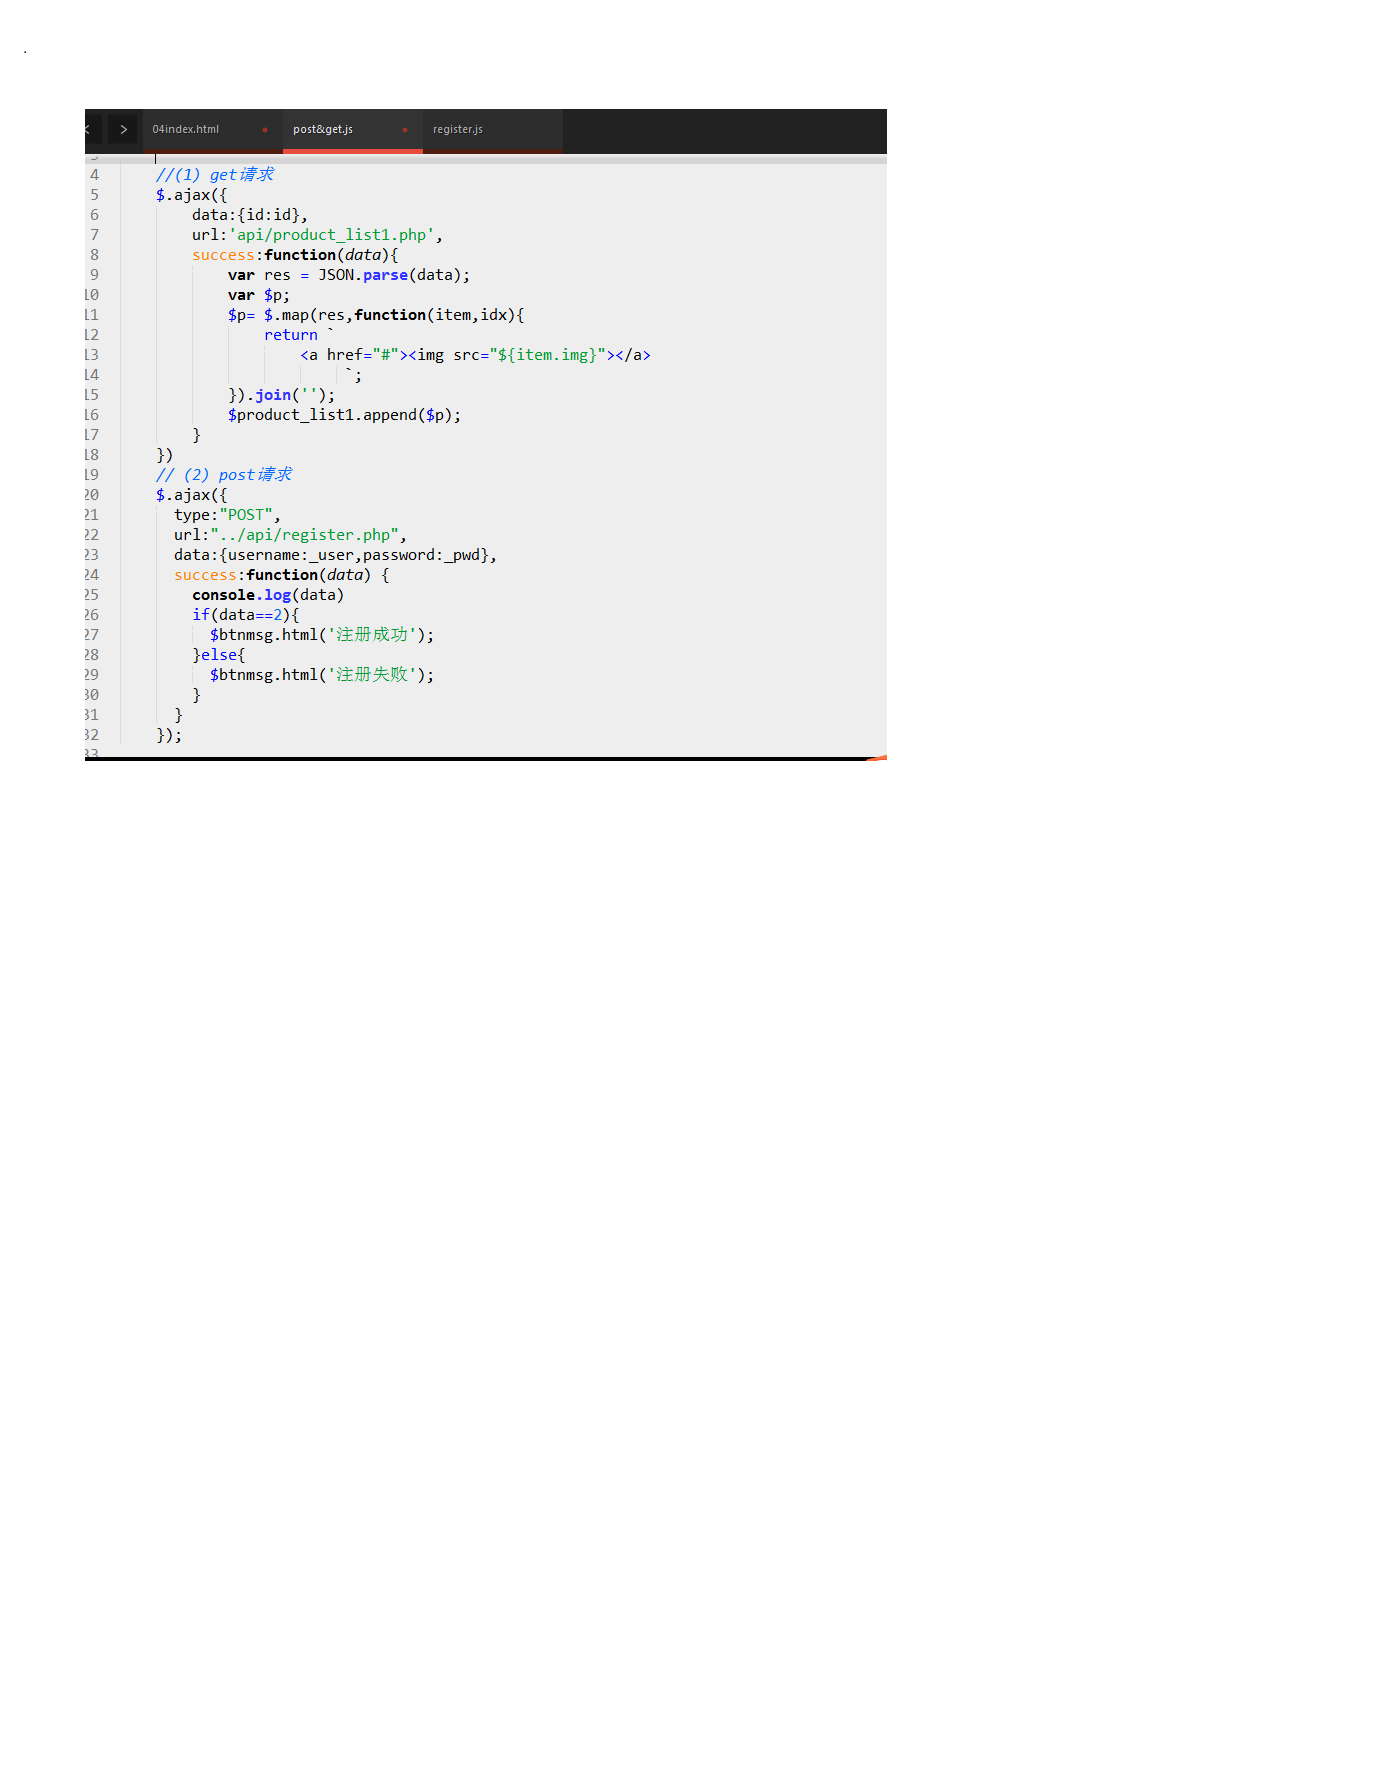 .
< > 04index.html post&get.js register.js
4 //(1) get请求
5 $.ajax({
6 data:{id:id},
7 url:'api/product_list1.php',
8 success:function(data){
9 var res = JSON.parse(data);
10 var $p;
11 $p= $.map(res,function(item,idx){
12 return `
13 <a href="#"><img src="${item.img}"></a>
14 `;
15 }).join('');
16 $product_list1.append($p);
17 }
18 })
19 // (2) post请求
20 $.ajax({
21 type:"POST",
22 url:"../api/register.php",
23 data:{username:_user,password:_pwd},
24 success:function(data) {
25 console.log(data)
26 if(data==2){
27 $btnmsg.html('注册成功');
28 }else{
29 $btnmsg.html('注册失败');
30 }
31 }
32 });
33